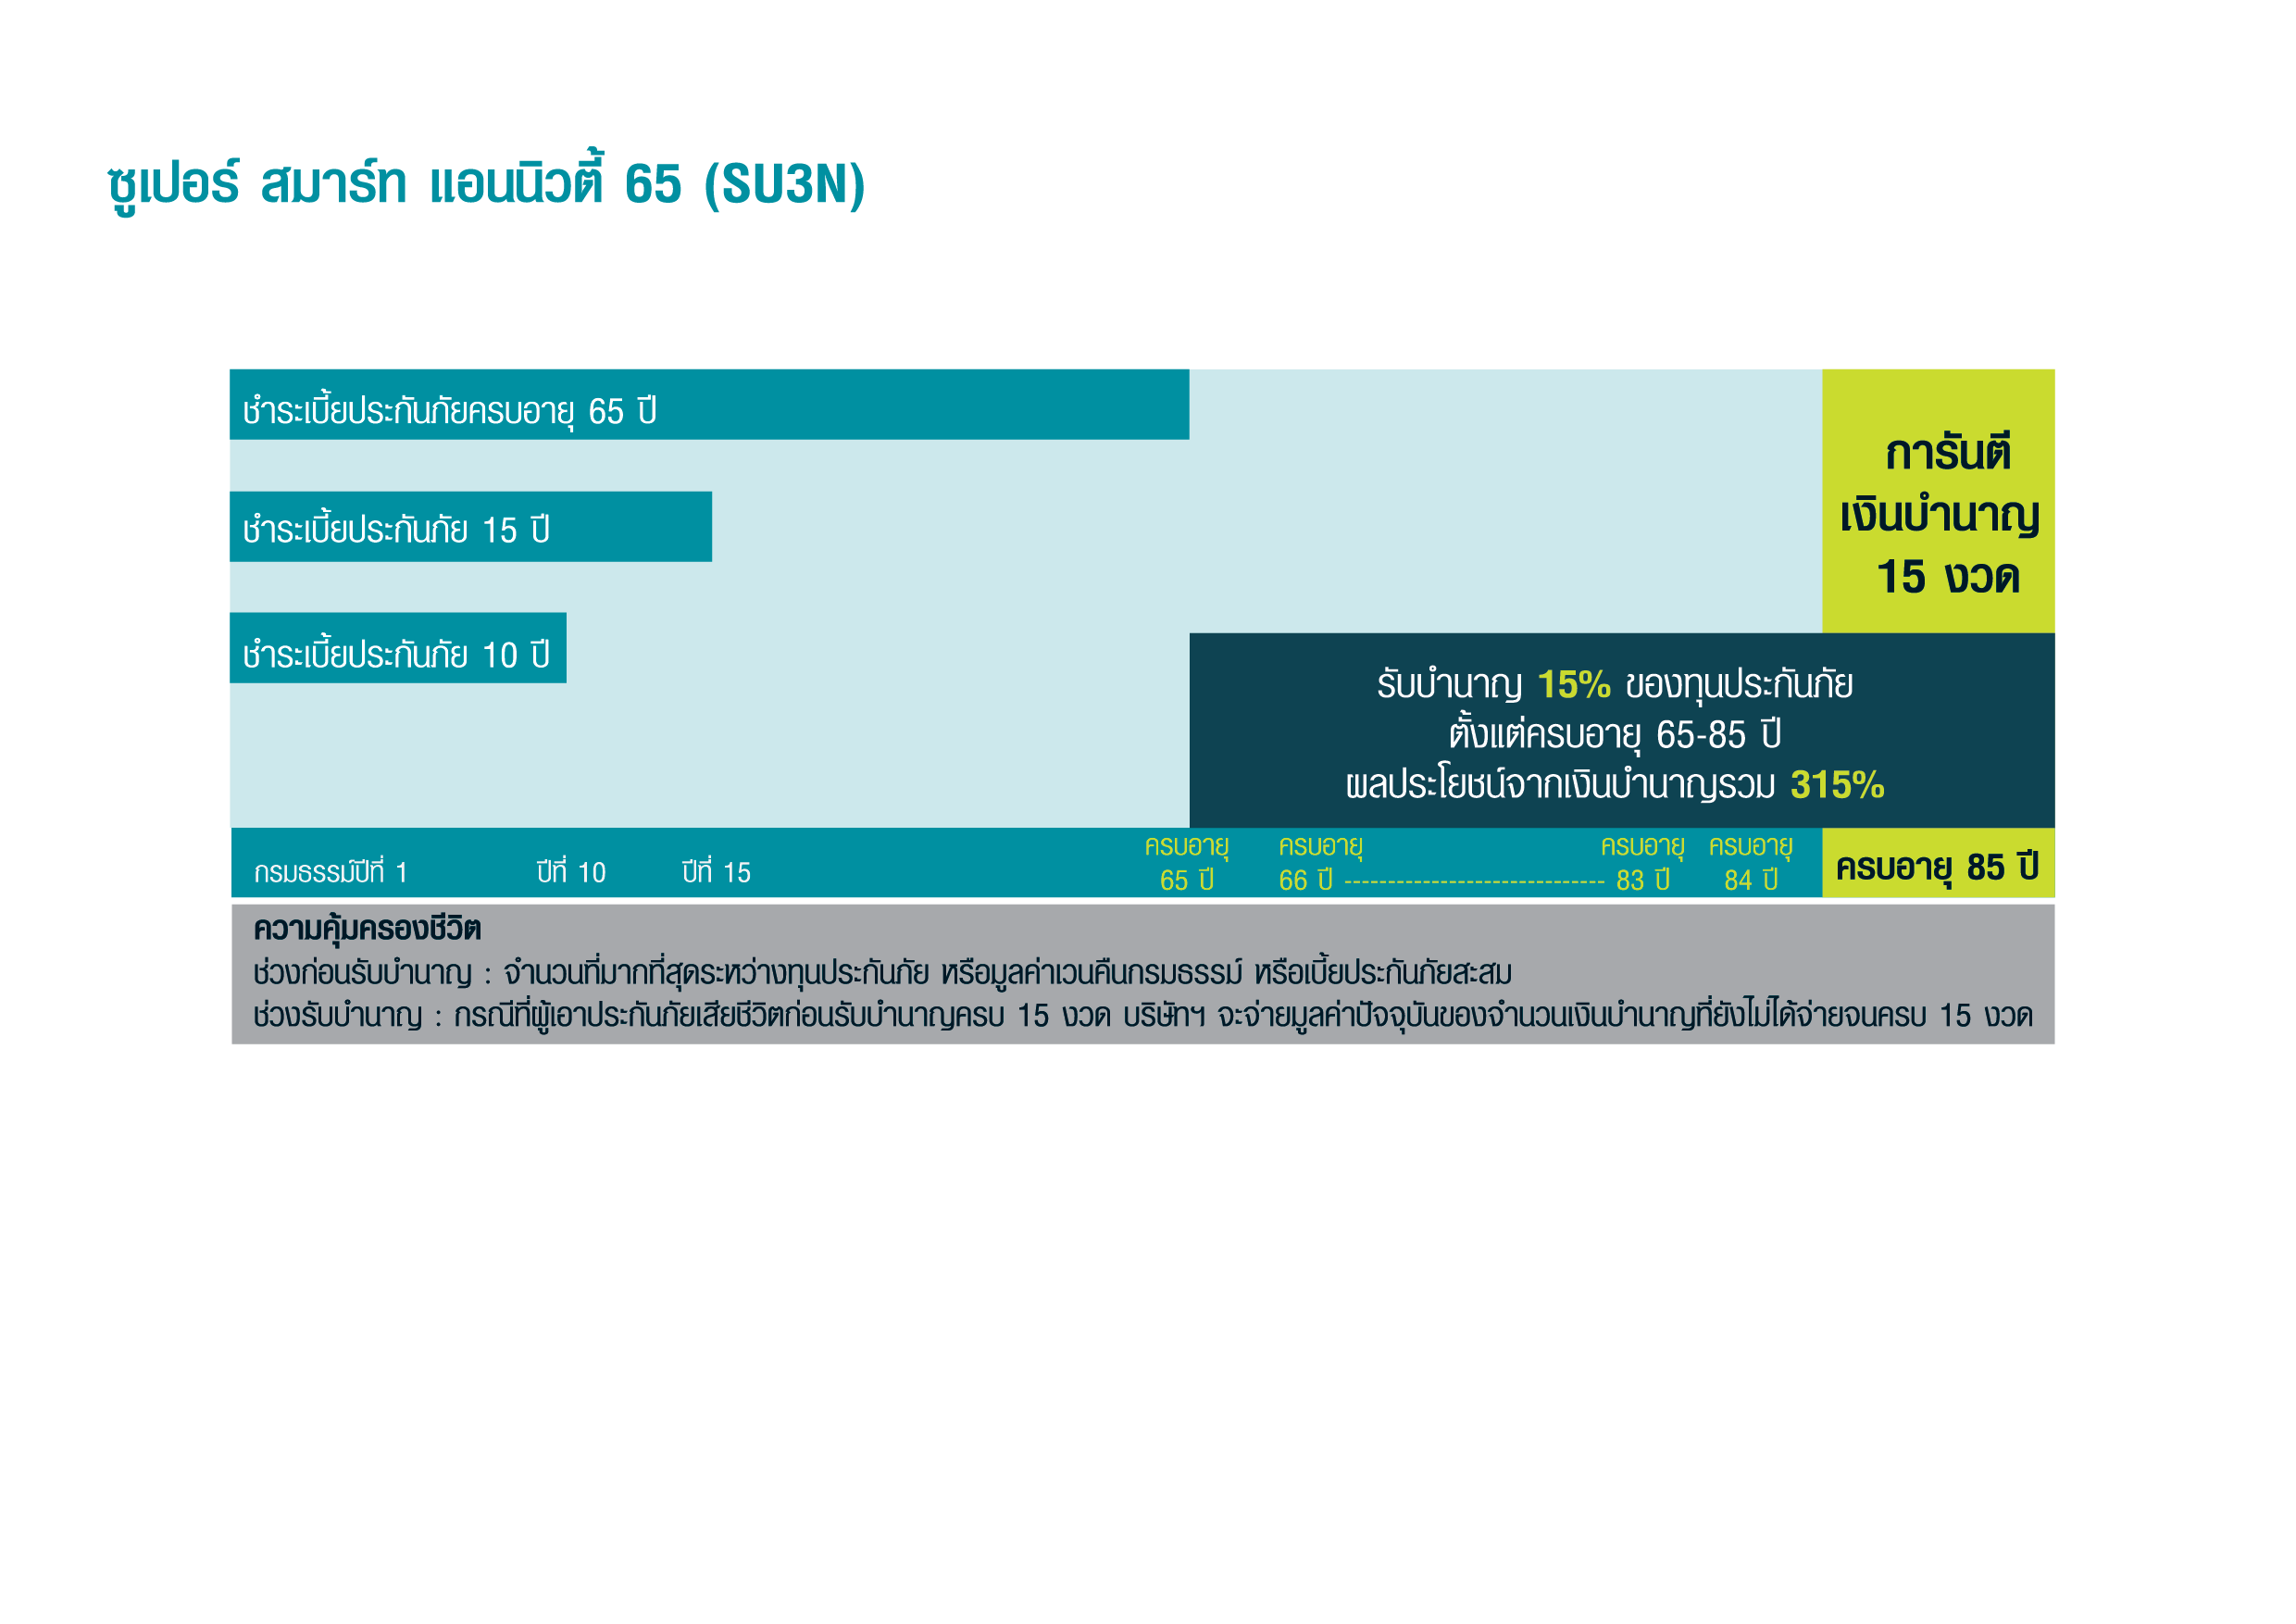 ซูเปอร์ สมาร์ท แอนนิวตี้ 65 (SU3N)
ชำระเบี้ยประกันภัยครบอายุ 65 ปี
ชำระเบี้ยประกันภัย 15 ปี
ชำระเบี้ยประกันภัย 10 ปี
การันตี
เงินบำนาญ
15 งวด
รับบำนาญ 15% ของทุนประกันภัย
ตั้งแต่ครบอายุ 65-85 ปี
ผลประโยชน์จากเงินบำนาญรวม 315%
กรมธรรม์ปีที่ 1
ปีที่ 10
ปีที่ 15
ครบอายุ
65 ปี
ครบอายุ
66 ปี ------------------------------
ครบอายุ
83 ปี
ครบอายุ
84 ปี
ครบอายุ 85 ปี
ความคุ้มครองชีวิต
ช่วงก่อนรับบำนาญ : จำนวนที่มากที่สุดระหว่างทุนประกันภัย หรือมูลค่าเวนคืนกรมธรรม์ หรือเบี้ยประกันภัยสะสม
ช่วงรับบำนาญ : กรณีที่ผู้เอาประกันภัยเสียชีวิตก่อนรับบำนาญครบ 15 งวด บริษัทฯ จะจ่ายมูลค่าปัจจุบันของจำนวนเงินบำนาญที่ยังไม่ได้จ่ายจนครบ 15 งวด